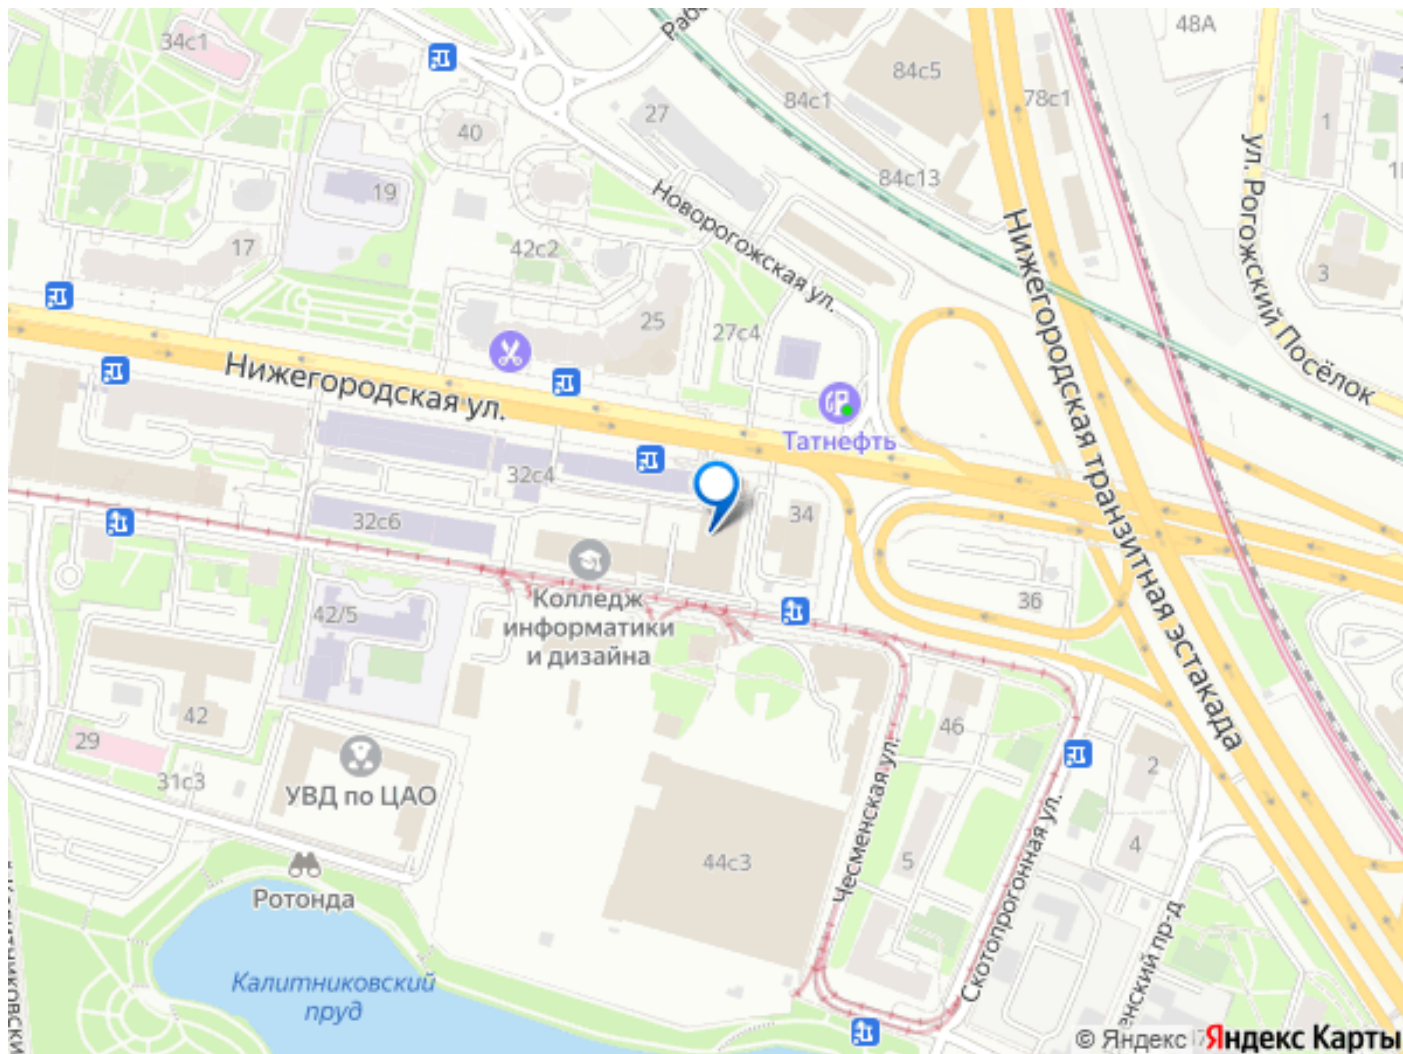 34с1
48А
84с5
84с1
78с1
27
40
1
84с13
ул. Рогожский Посёлок
19
Новорогожская ул.
Нижегородская транзитная эстакада
17
42с2
3
25
27с4
Нижегородская ул.
Татнефть
32с4
34
32с6
Колледж
информатики
и дизайна
36
42/5
42
46
29
31с3
УВД по ЦАО
2
Чесменская ул.
Скотопрогонная ул.
4
44с3
5
Ротонда
Калитниковский
пруд
© Яндекс
Яндекс Карты